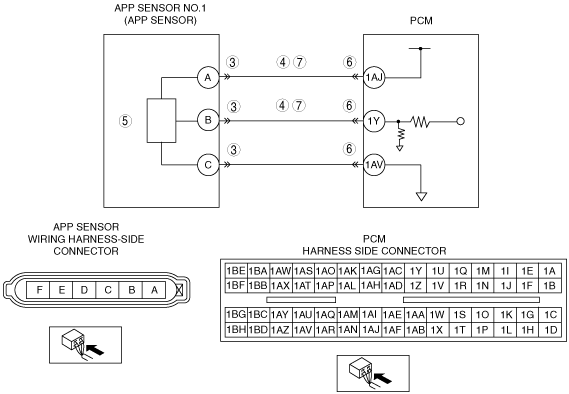 APP SENSOR NO.1
(APP SENSOR)
PCM
3 4 7 6
A 1AJ
3 4 7 6
5 B 1Y
3 6
C 1AV
APP SENSOR
WIRING HARNESS-SIDE
CONNECTOR
F E D C B A
PCM
HARNESS SIDE CONNECTOR
1BE 1BA 1AW 1AS 1AO 1AK 1AG 1AC 1Y 1U 1Q 1M 1I 1E 1A
1BF 1BB 1AX 1AT 1AP 1AL 1AH 1AD 1Z 1V 1R 1N 1J 1F 1B
1BG 1BC 1AY 1AU 1AQ 1AM 1AI 1AE 1AA 1W 1S 1O 1K 1G 1C
1BH 1BD 1AZ 1AV 1AR 1AN 1AJ 1AF 1AB 1X 1T 1P 1L 1H 1D